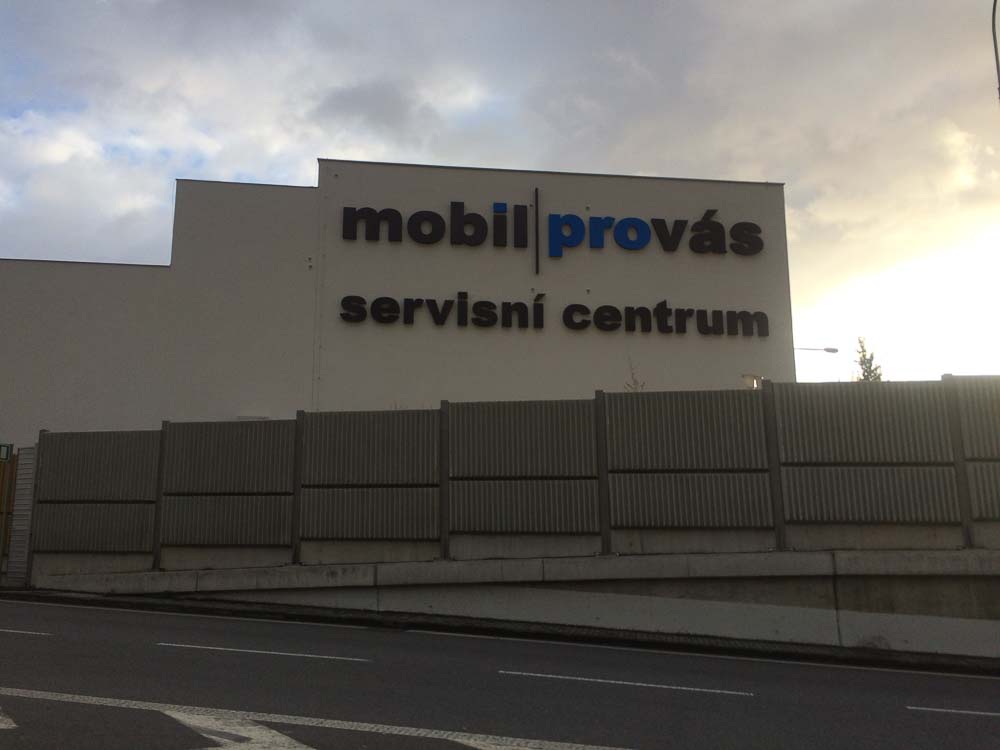 mobil|provás
servisní centrum